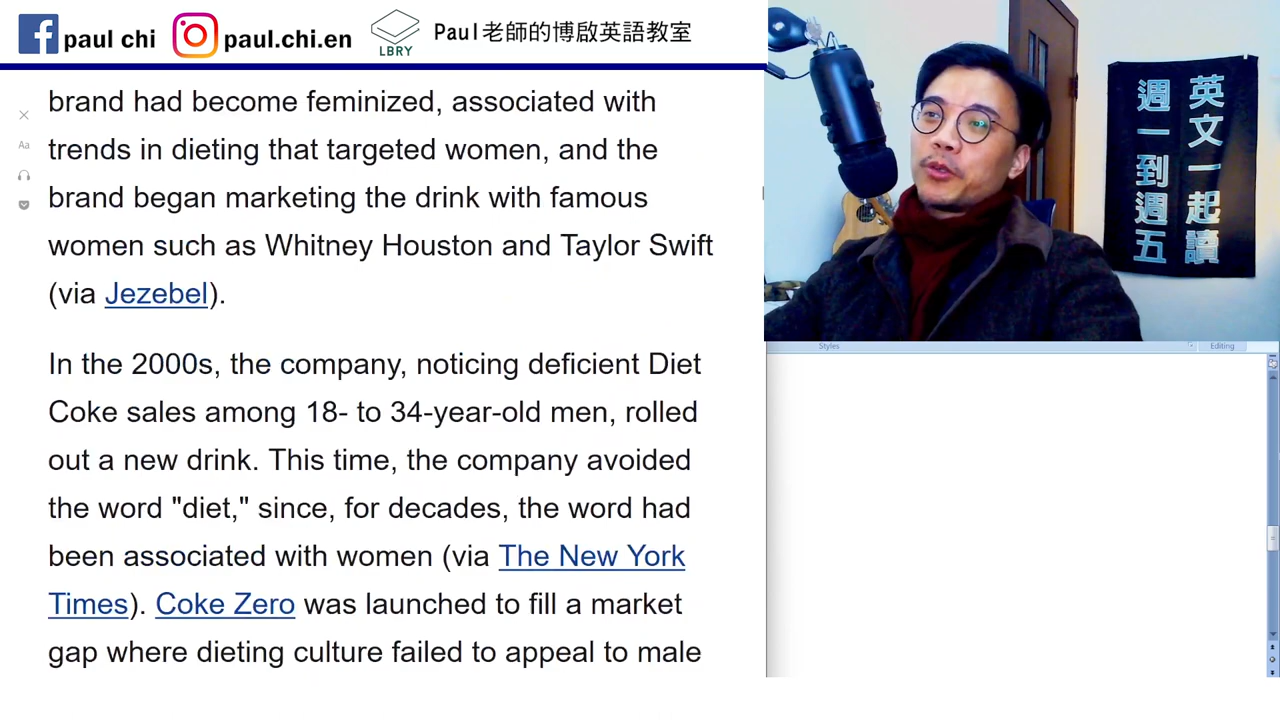 paul chi
paul.chi.en
LBRY
Paul老師的博啟英語教室
brand had become feminized, associated with
trends in dieting that targeted women, and the
brand began marketing the drink with famous
women such as Whitney Houston and Taylor Swift
(via Jezebel).
In the 2000s, the company, noticing deficient Diet
Coke sales among 18- to 34-year-old men, rolled
out a new drink. This time, the company avoided
the word "diet," since, for decades, the word had
been associated with women (via The New York
Times). Coke Zero was launched to fill a market
gap where dieting culture failed to appeal to male
Aa
英文一起讀
週一到週五
Styles
Editing